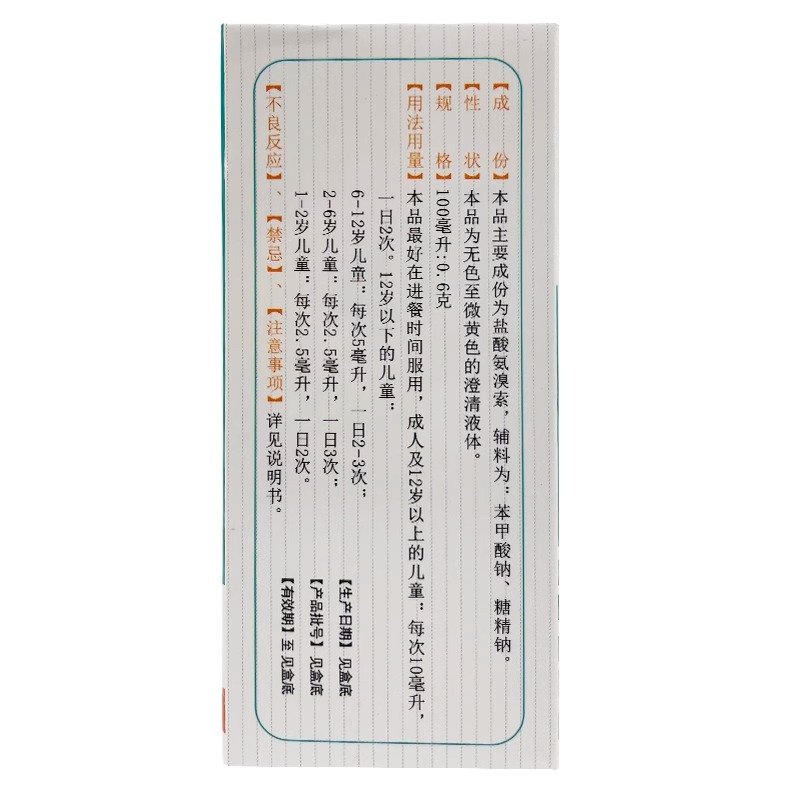 【成份】本品主要成份为盐酸氨溴索，辅料为：苯甲酸钠、糖精钠。
【性状】本品为无色至微黄色的澄清液体。
【规格】100毫升:0.6克
【用法用量】本品最好在进餐时间服用，成人及12岁以上的儿童：每次10毫升，
一日2次。12岁以下的儿童：
6-12岁儿童：每次5毫升，一日2-3次；
2-6岁儿童：每次2.5毫升，一日3次；
1-2岁儿童：每次2.5毫升，一日2次。
【不良反应】、【禁忌】、【注意事项】详见说明书。
【生产日期】见盒底
【产品批号】见盒底
【有效期】至 见盒底